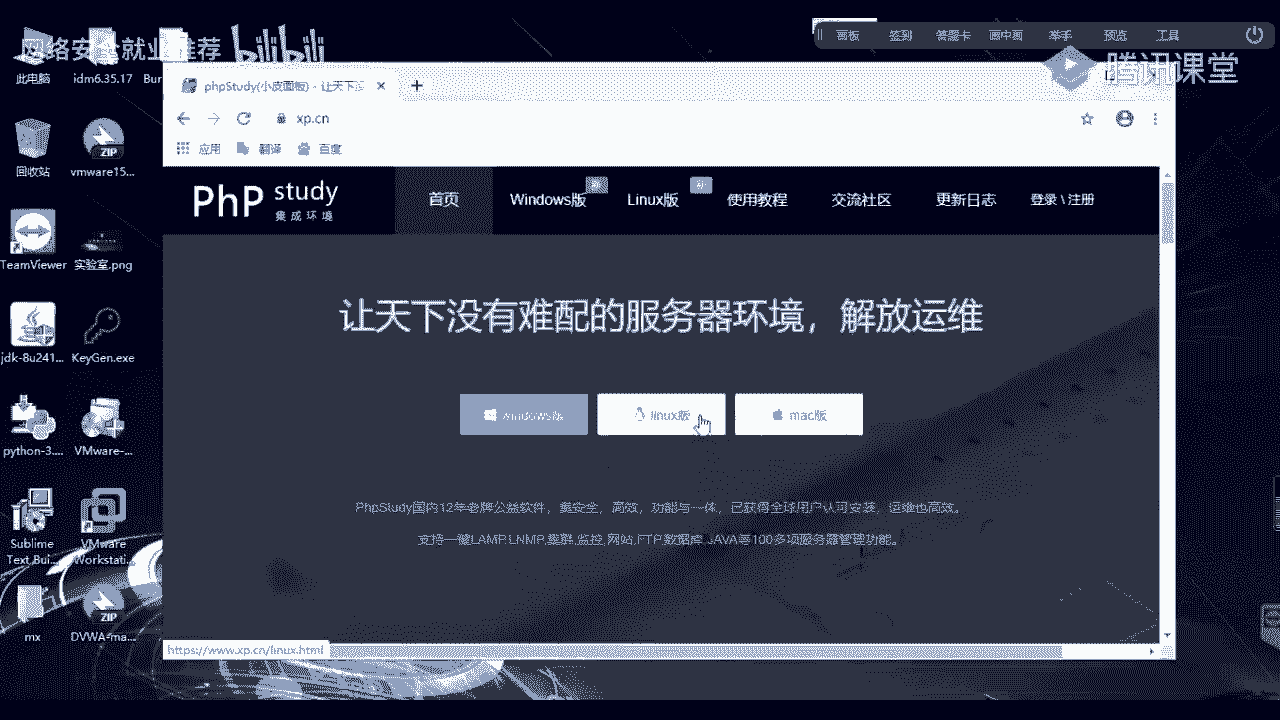 网络安全就业推荐 bilibili
画板 签到 答题卡 画中画 举手 预览 工具
腾讯课堂
此电脑
idm6.35.17
Bur
回收站
vmware15...
TeamViewer
实验室.png
jdk-8u241...
KeyGen.exe
python-3....
VMware-...
Sublime
Text Bui...
VMware
Workstati...
mx
DVWA-ma...
phpStudy(小皮面板) - 让天下
xp.cn
应用 翻译 百度
PhP study
集成环境
首页 Windows版 Linux版 使用教程 交流社区 更新日志 登录 \ 注册
让天下没有难配的服务器环境，解放运维
windows版 linux版 mac版
PhpStudy国内12年老牌公益软件，集安全，高效，功能与一体，已获得全球用户认可安装，运维也高效。
支持一键LAMP,LNMP,集群,监控,网站,FTP,数据库,JAVA等100多项服务器管理功能。
https://www.xp.cn/linux.html